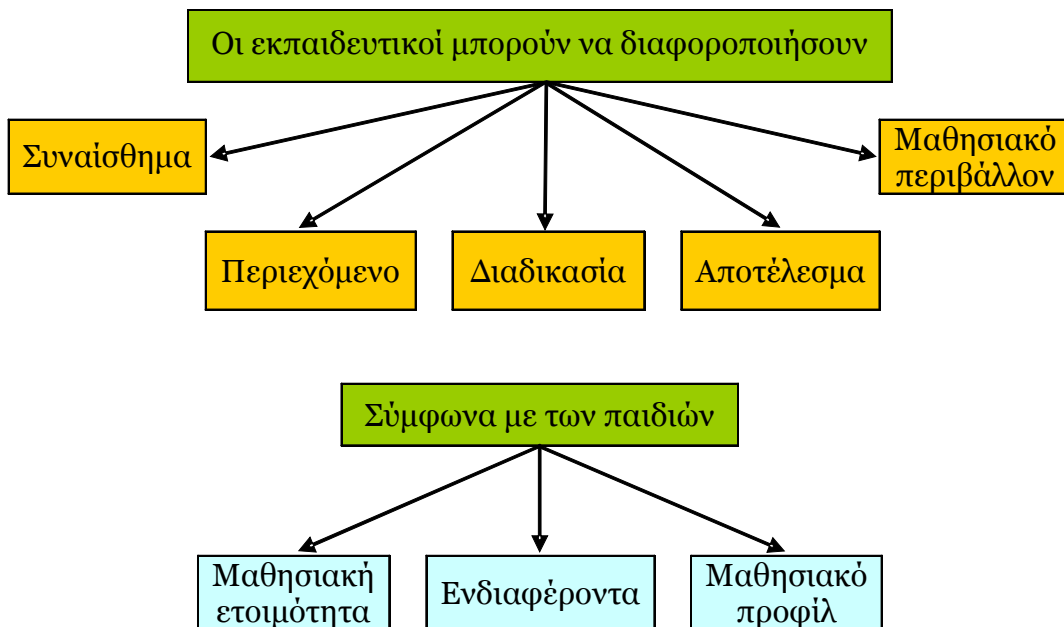 Οι εκπαιδευτικοί μπορούν να διαφοροποιήσουν
Συναίσθημα
Μαθησιακό
περιβάλλον
Περιεχόμενο
Διαδικασία
Αποτέλεσμα
Σύμφωνα με των παιδιών
Μαθησιακή
ετοιμότητα
Ενδιαφέροντα
Μαθησιακό
προφίλ